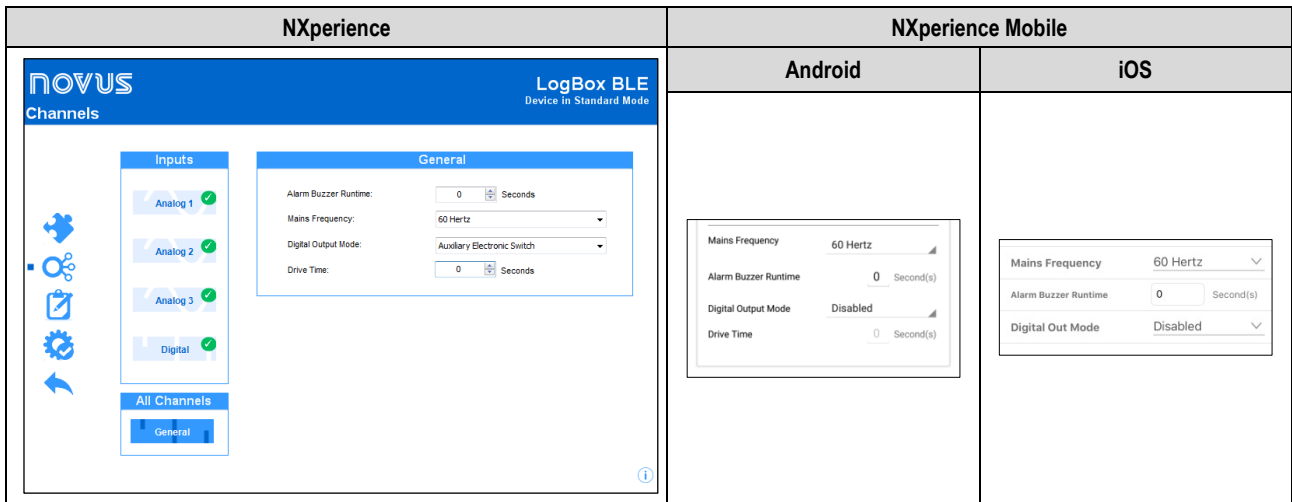 NXperience
NXperience Mobile
Android
iOS
novus
LogBox BLE
Device in Standard Mode
Channels
Inputs
Analog 1
Analog 2
Analog 3
Digital
All Channels
General
General
Alarm Buzzer Runtime: 0 Seconds
Mains Frequency: 60 Hertz
Digital Output Mode: Auxiliary Electronic Switch
Drive Time: 0 Seconds
i
Mains Frequency 60 Hertz
Alarm Buzzer Runtime 0 Second(s)
Digital Output Mode Disabled
Drive Time 0 Second(s)
Mains Frequency 60 Hertz
Alarm Buzzer Runtime 0 Second(s)
Digital Out Mode Disabled